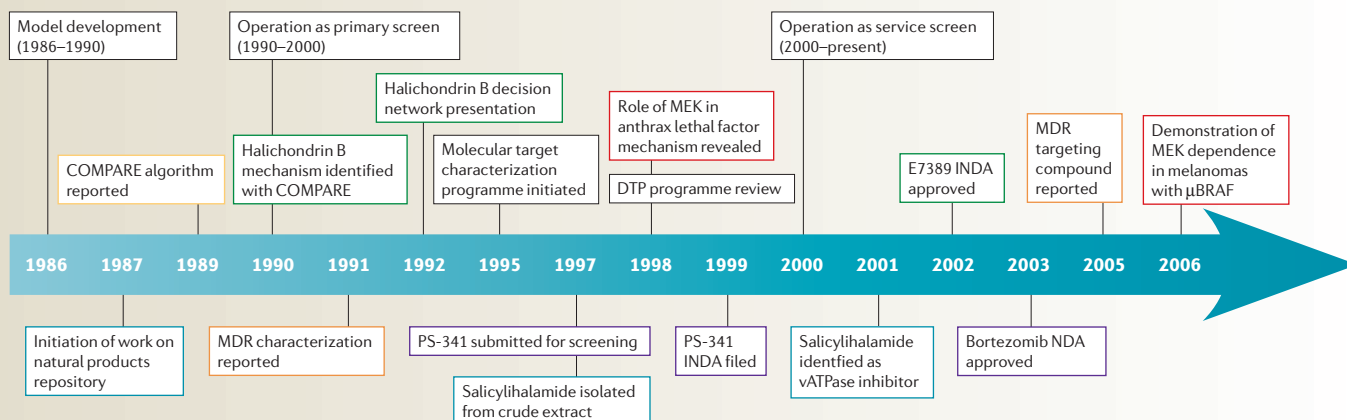 Model development
(1986–1990)
Operation as primary screen
(1990–2000)
Operation as service screen
(2000–present)
Halichondrin B decision
network presentation
Role of MEK in
anthrax lethal factor
mechanism revealed
MDR
targeting
compound
reported
Demonstration of
MEK dependence
in melanomas
with µBRAF
COMPARE algorithm
reported
Halichondrin B
mechanism identified
with COMPARE
Molecular target
characterization
programme initiated
DTP programme review
E7389 INDA
approved
1986 1987 1989 1990 1991 1992 1995 1997 1998 1999 2000 2001 2002 2003 2005 2006
Initiation of work on
natural products
repository
MDR characterization
reported
PS-341 submitted for screening
Salicylihalamide isolated
from crude extract
PS-341
INDA filed
Salicylihalamide
identfied as
vATPase inhibitor
Bortezomib NDA
approved